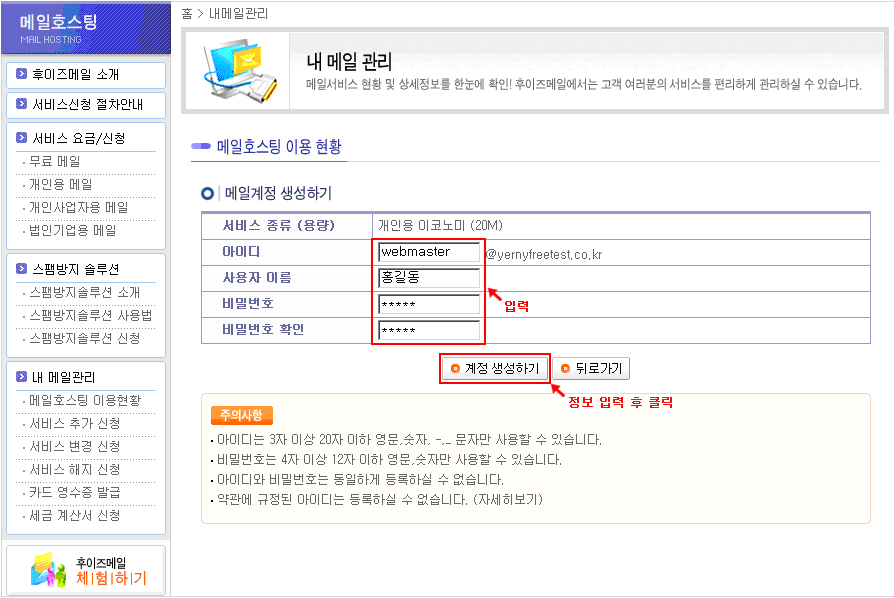 메일호스팅
MAIL HOSTING
후이즈메일 소개
서비스신청 절차안내
서비스 요금/신청
· 무료 메일
· 개인용 메일
· 개인사업자용 메일
· 법인기업용 메일
스팸방지 솔루션
· 스팸방지솔루션 소개
· 스팸방지솔루션 사용법
· 스팸방지솔루션 신청
내 메일관리
· 메일호스팅 이용현황
· 서비스 추가 신청
· 서비스 변경 신청
· 서비스 해지 신청
· 카드 영수증 발급
· 세금 계산서 신청
후이즈메일
체|험|하|기
홈 > 내메일관리
내 메일 관리
메일서비스 현황 및 상세정보를 한눈에 확인! 후이즈메일에서는 고객 여러분의 서비스를 편리하게 관리하실 수 있습니다.
메일호스팅 이용 현황
메일계정 생성하기
서비스 종류 (용량) 개인용 이코노미 (20M)
아이디 webmaster @yernyfreetest.co.kr
사용자 이름 홍길동
비밀번호 *****
비밀번호 확인 *****
입력
계정 생성하기 뒤로가기
정보 입력 후 클릭
주의사항
· 아이디는 3자 이상 20자 이하 영문,숫자, -,_ 문자만 사용할 수 있습니다.
· 비밀번호는 4자 이상 12자 이하 영문,숫자만 사용할 수 있습니다.
· 아이디와 비밀번호는 동일하게 등록하실 수 없습니다.
· 약관에 규정된 아이디는 등록하실 수 없습니다. (자세히보기)